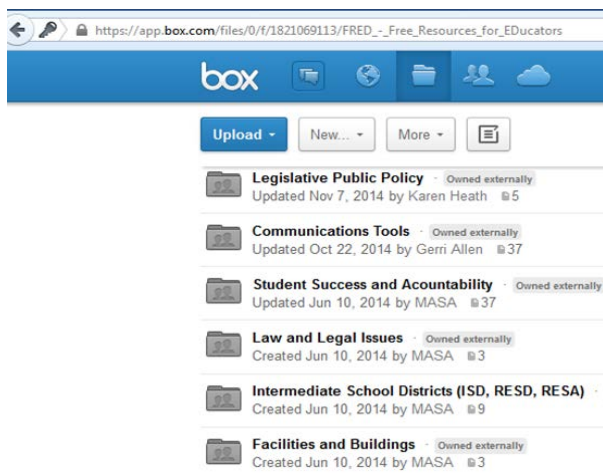 https://app.box.com/files/0/f/1821069113/FRED_-_Free_Resources_for_EDucators
box
Upload New... More
Legislative Public Policy · Owned externally
Updated Nov 7, 2014 by Karen Heath 5
Communications Tools · Owned externally
Updated Oct 22, 2014 by Gerri Allen 37
Student Success and Acountability · Owned externally
Updated Jun 10, 2014 by MASA 37
Law and Legal Issues · Owned externally
Created Jun 10, 2014 by MASA 3
Intermediate School Districts (ISD, RESD, RESA) ·
Created Jun 10, 2014 by MASA 9
Facilities and Buildings · Owned externally
Created Jun 10, 2014 by MASA 3